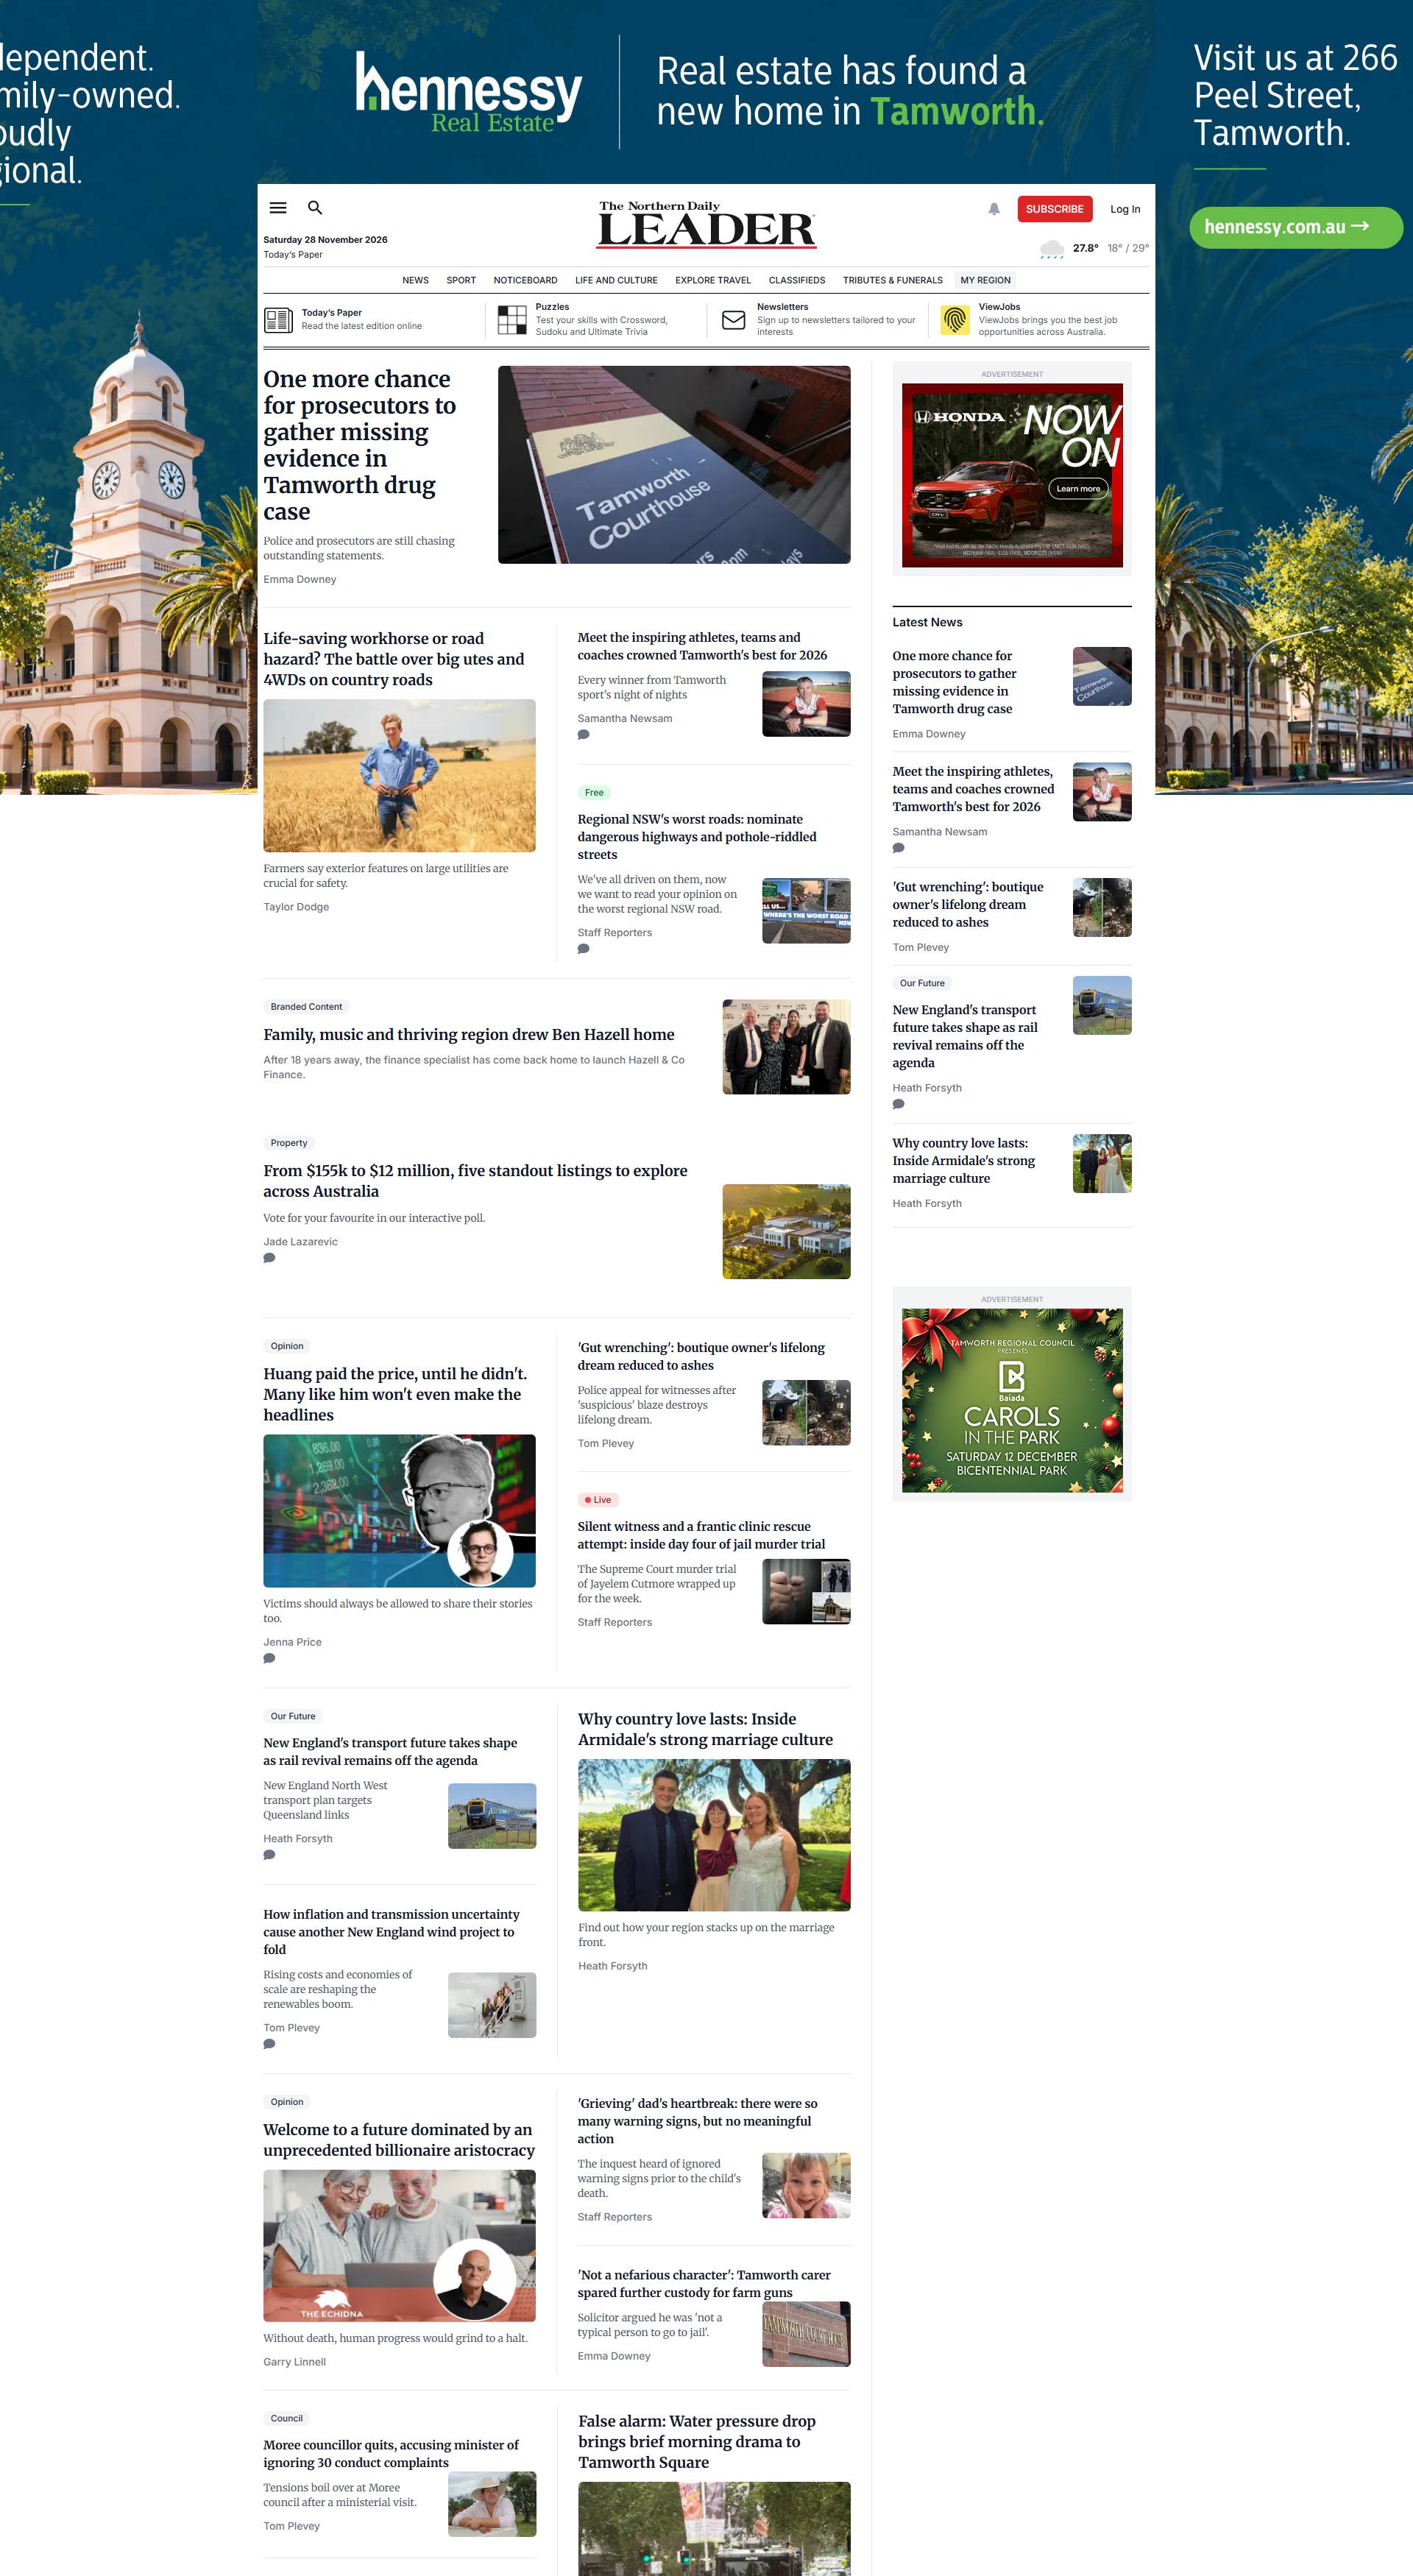 dependent.
mily-owned.
oudly
gional.
hennessy
Real Estate
Real estate has found a
new home in Tamworth.
Visit us at 266
Peel Street,
Tamworth.
hennessy.com.au →
The Northern Daily
LEADER
SUBSCRIBE
Log In
Saturday 28 November 2026
Today's Paper
27.8° 18° / 29°
NEWS SPORT NOTICEBOARD LIFE AND CULTURE EXPLORE TRAVEL CLASSIFIEDS TRIBUTES & FUNERALS MY REGION
Today's Paper
Read the latest edition online
Puzzles
Test your skills with Crossword,
Sudoku and Ultimate Trivia
Newsletters
Sign up to newsletters tailored to your
interests
ViewJobs
ViewJobs brings you the best job
opportunities across Australia.
One more chance
for prosecutors to
gather missing
evidence in
Tamworth drug
case
Police and prosecutors are still chasing
outstanding statements.
Emma Downey
Tamworth
Courthouse
Life-saving workhorse or road
hazard? The battle over big utes and
4WDs on country roads
Farmers say exterior features on large utilities are
crucial for safety.
Taylor Dodge
Meet the inspiring athletes, teams and
coaches crowned Tamworth's best for 2026
Every winner from Tamworth
sport's night of nights
Samantha Newsam
Free
Regional NSW's worst roads: nominate
dangerous highways and pothole-riddled
streets
We've all driven on them, now
we want to read your opinion on
the worst regional NSW road.
Staff Reporters
ELL US...
WHERE'S THE WORST ROAD I
NSW
Branded Content
Family, music and thriving region drew Ben Hazell home
After 18 years away, the finance specialist has come back home to launch Hazell & Co
Finance.
Property
From $155k to $12 million, five standout listings to explore
across Australia
Vote for your favourite in our interactive poll.
Jade Lazarevic
Opinion
Huang paid the price, until he didn't.
Many like him won't even make the
headlines
836.00
1,269.00
2,362.00
NVIDIA
Victims should always be allowed to share their stories
too.
Jenna Price
'Gut wrenching': boutique owner's lifelong
dream reduced to ashes
Police appeal for witnesses after
'suspicious' blaze destroys
lifelong dream.
Tom Plevey
Live
Silent witness and a frantic clinic rescue
attempt: inside day four of jail murder trial
The Supreme Court murder trial
of Jayelem Cutmore wrapped up
for the week.
Staff Reporters
Our Future
New England's transport future takes shape
as rail revival remains off the agenda
New England North West
transport plan targets
Queensland links
Heath Forsyth
How inflation and transmission uncertainty
cause another New England wind project to
fold
Rising costs and economies of
scale are reshaping the
renewables boom.
Tom Plevey
Why country love lasts: Inside
Armidale's strong marriage culture
Find out how your region stacks up on the marriage
front.
Heath Forsyth
Opinion
Welcome to a future dominated by an
unprecedented billionaire aristocracy
THE ECHIDNA
Without death, human progress would grind to a halt.
Garry Linnell
'Grieving' dad's heartbreak: there were so
many warning signs, but no meaningful
action
The inquest heard of ignored
warning signs prior to the child's
death.
Staff Reporters
'Not a nefarious character': Tamworth carer
spared further custody for farm guns
Solicitor argued he was 'not a
typical person to go to jail'.
Emma Downey
TAMWORTH COURT HOUSE
Council
Moree councillor quits, accusing minister of
ignoring 30 conduct complaints
Tensions boil over at Moree
council after a ministerial visit.
Tom Plevey
False alarm: Water pressure drop
brings brief morning drama to
Tamworth Square
ADVERTISEMENT
HONDA
NOW
ON
Learn more
CR-V
Latest News
One more chance for
prosecutors to gather
missing evidence in
Tamworth drug case
Emma Downey
Tamworth
Courthouse
Meet the inspiring athletes,
teams and coaches crowned
Tamworth's best for 2026
Samantha Newsam
'Gut wrenching': boutique
owner's lifelong dream
reduced to ashes
Tom Plevey
Our Future
New England's transport
future takes shape as rail
revival remains off the
agenda
Heath Forsyth
Why country love lasts:
Inside Armidale's strong
marriage culture
Heath Forsyth
ADVERTISEMENT
TAMWORTH REGIONAL COUNCIL
PRESENTS
Baiada
CAROLS
IN THE PARK
SATURDAY 12 DECEMBER
BICENTENNIAL PARK